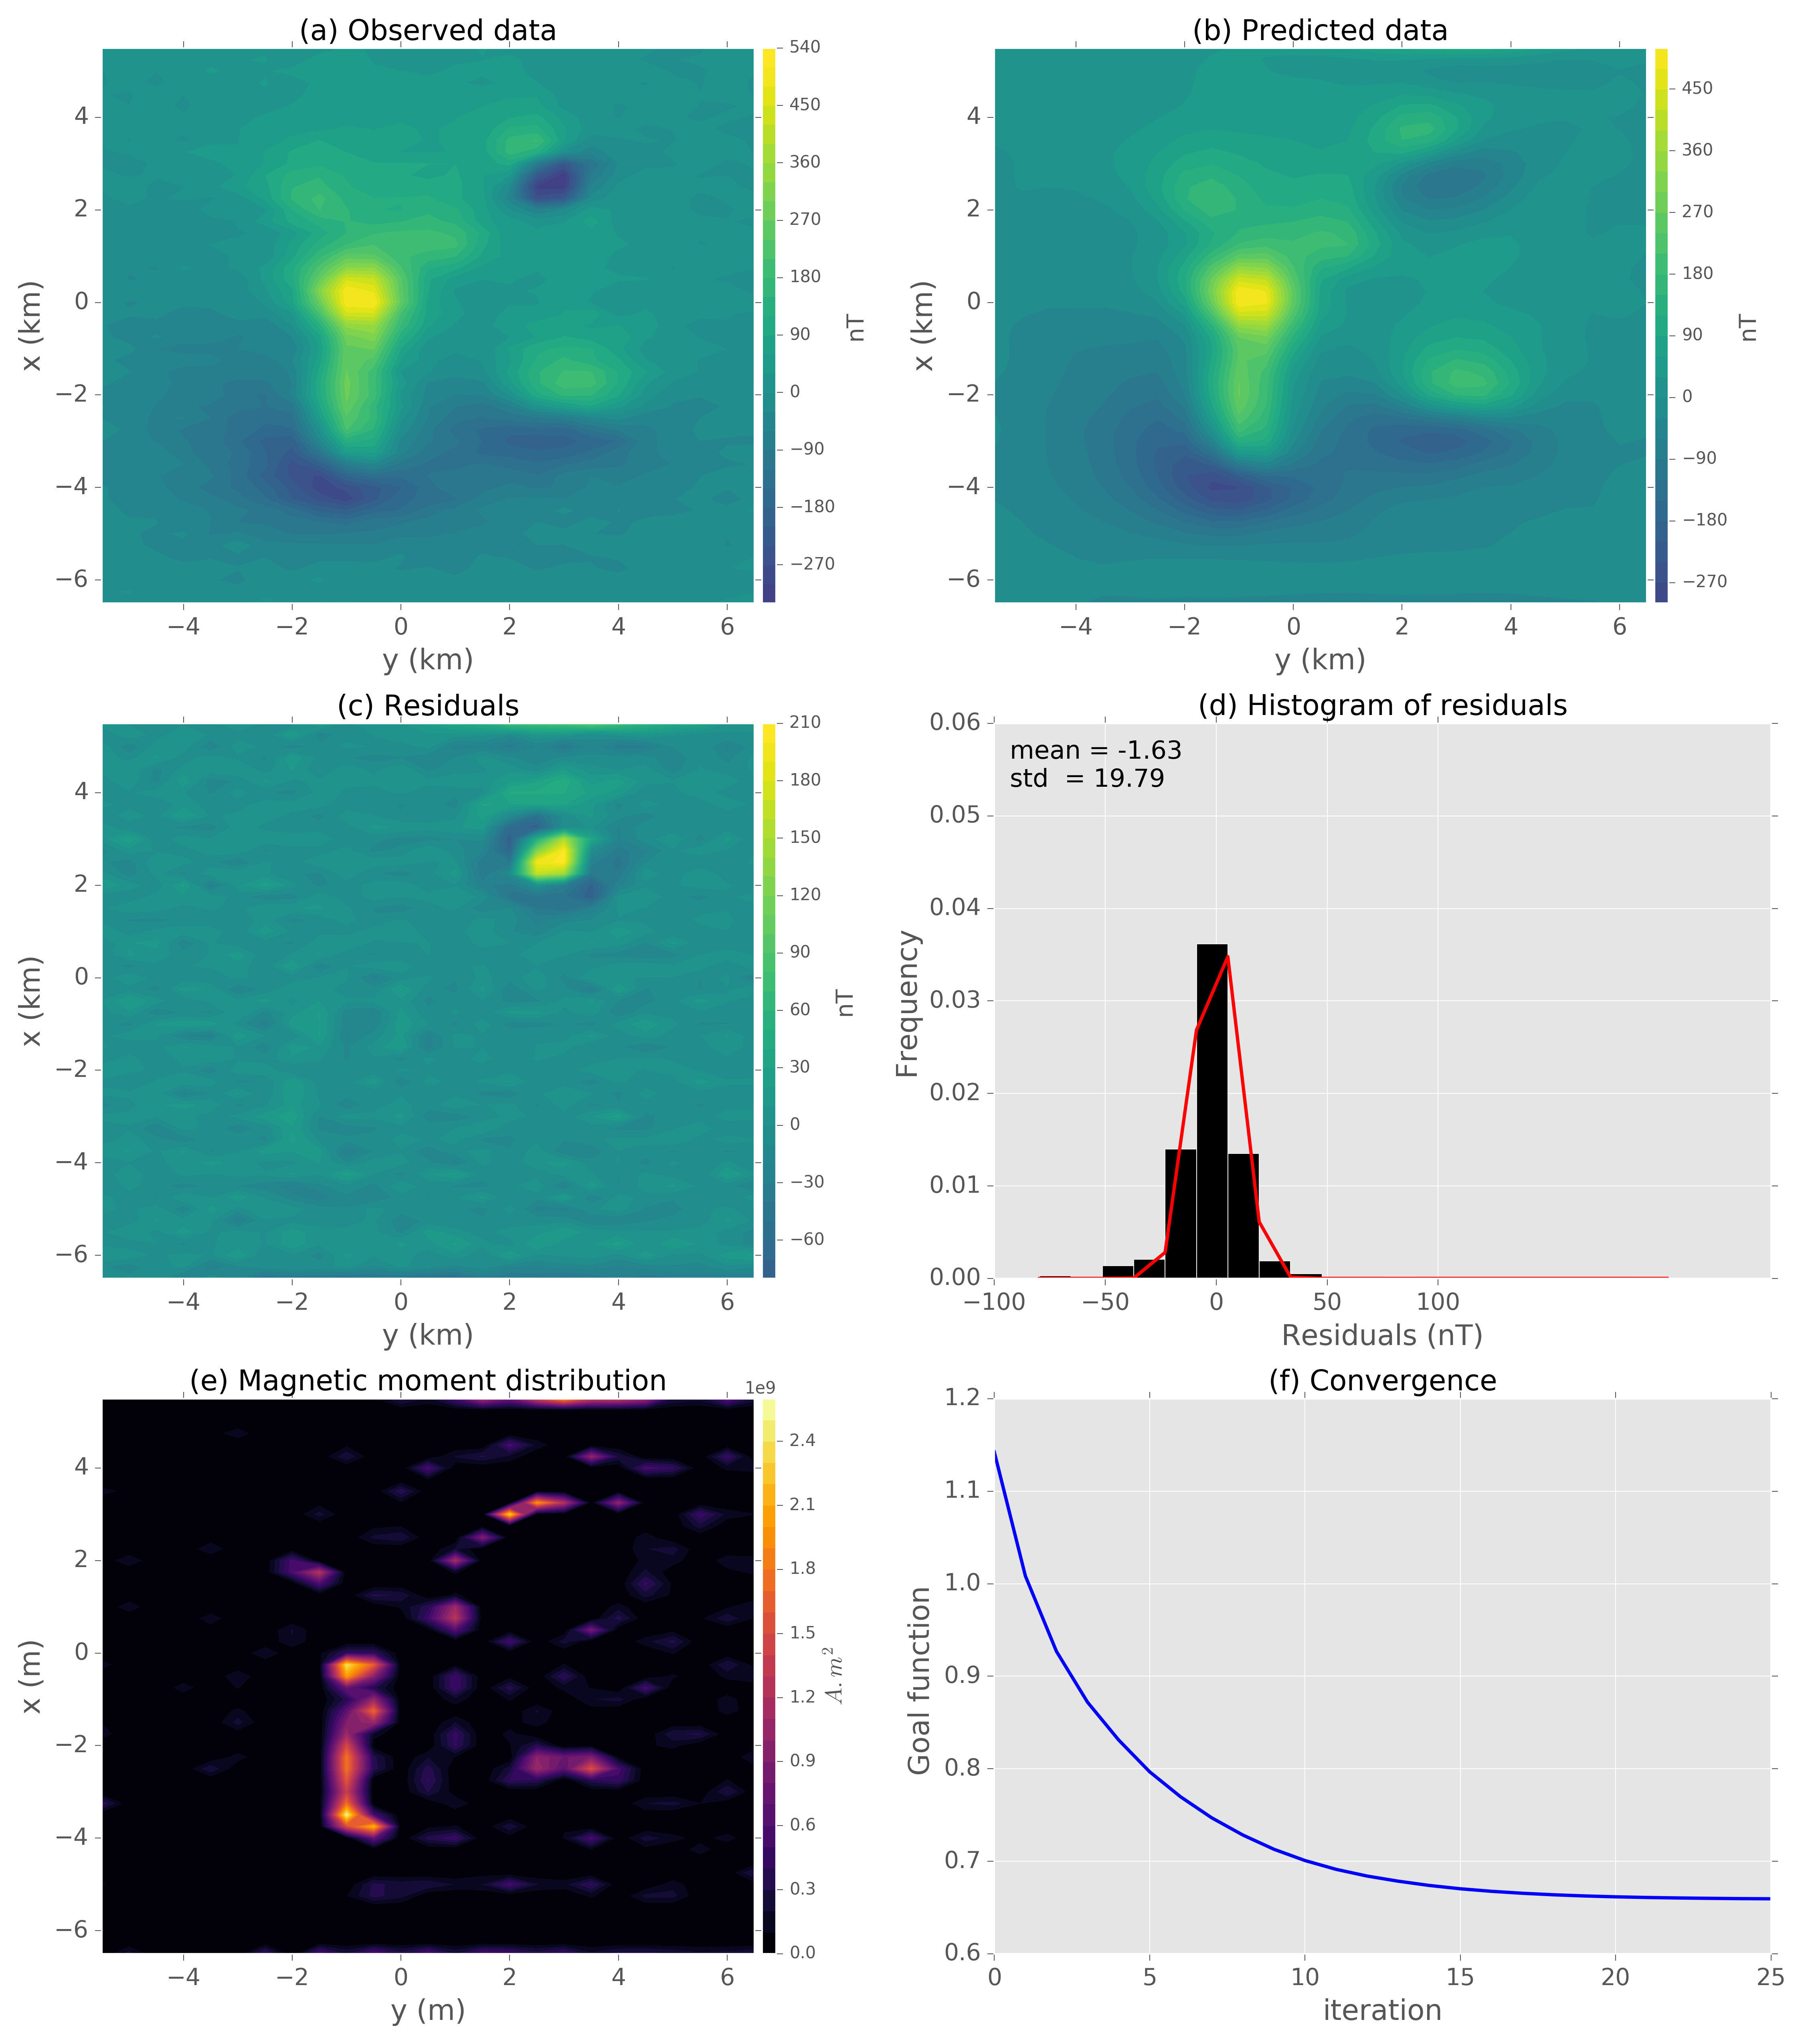 (a) Observed data
540
450
360
270
180
90
0
−90
−180
−270
nT
4
2
0
−2
−4
−6
x (km)
−4 −2 0 2 4 6
y (km)
(b) Predicted data
450
360
270
180
90
0
−90
−180
−270
nT
4
2
0
−2
−4
−6
x (km)
−4 −2 0 2 4 6
y (km)
(c) Residuals
210
180
150
120
90
60
30
0
−30
−60
nT
4
2
0
−2
−4
−6
x (km)
−4 −2 0 2 4 6
y (km)
(d) Histogram of residuals
mean = -1.63
std = 19.79
0.06
0.05
0.04
0.03
0.02
0.01
0.00
Frequency
−100 −50 0 50 100
Residuals (nT)
(e) Magnetic moment distribution
1e9
2.4
2.1
1.8
1.5
1.2
0.9
0.6
0.3
0.0
A.m²
4
2
0
−2
−4
−6
x (m)
−4 −2 0 2 4 6
y (m)
(f) Convergence
1.2
1.1
1.0
0.9
0.8
0.7
0.6
Goal function
0 5 10 15 20 25
iteration